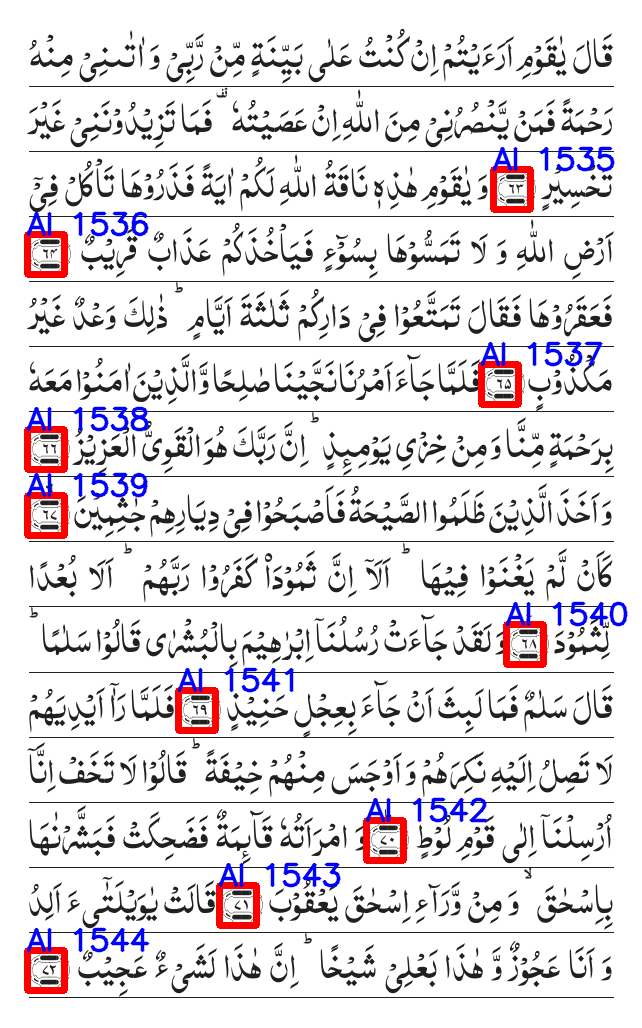 قَالَ يٰقَوْمِ اَرَءَيْتُمْ اِنْ كُنْتُ عَلٰى بَيِّنَةٍ مِّنْ رَّبِّيْ وَ اٰتٰىنِيْ مِنْهُ
رَحْمَةً فَمَنْ يَّنْصُرُنِيْ مِنَ اللّٰهِ اِنْ عَصَيْتُهٗ ۫ فَمَا تَزِيْدُوْنَنِيْ غَيْرَ
تَخْسِيْرٍ ٦٣ AI 1535 وَ يٰقَوْمِ هٰذِهٖ نَاقَةُ اللّٰهِ لَكُمْ اٰيَةً فَذَرُوْهَا تَاْكُلْ فِيْۤ
اَرْضِ اللّٰهِ وَ لَا تَمَسُّوْهَا بِسُوْٓءٍ فَيَاْخُذَكُمْ عَذَابٌ قَرِيْبٌ ٦٤ AI 1536
فَعَقَرُوْهَا فَقَالَ تَمَتَّعُوْا فِيْ دَارِكُمْ ثَلٰثَةَ اَيَّامٍ ؕ ذٰلِكَ وَعْدٌ غَيْرُ
مَكْذُوْبٍ ٦٥ AI 1537 فَلَمَّا جَآءَ اَمْرُنَا نَجَّيْنَا صٰلِحًا وَّ الَّذِيْنَ اٰمَنُوْا مَعَهٗ
بِرَحْمَةٍ مِّنَّا وَ مِنْ خِزْيِ يَوْمِىِٕذٍ ؕ اِنَّ رَبَّكَ هُوَ الْقَوِيُّ الْعَزِيْزُ ٦٦ AI 1538
وَ اَخَذَ الَّذِيْنَ ظَلَمُوا الصَّيْحَةُ فَاَصْبَحُوْا فِيْ دِيَارِهِمْ جٰثِمِيْنَ ٦٧ AI 1539
كَاَنْ لَّمْ يَغْنَوْا فِيْهَا ؕ اَلَاۤ اِنَّ ثَمُوْدَا۠ كَفَرُوْا رَبَّهُمْ ؕ اَلَا بُعْدًا
لِّثَمُوْدَ ٦٨ AI 1540 وَ لَقَدْ جَآءَتْ رُسُلُنَاۤ اِبْرٰهِيْمَ بِالْبُشْرٰى قَالُوْا سَلٰمًا ؕ
قَالَ سَلٰمٌ فَمَا لَبِثَ اَنْ جَآءَ بِعِجْلٍ حَنِيْذٍ ٦٩ AI 1541 فَلَمَّا رَاٰۤ اَيْدِيَهُمْ
لَا تَصِلُ اِلَيْهِ نَكِرَهُمْ وَ اَوْجَسَ مِنْهُمْ خِيْفَةً ؕ قَالُوْا لَا تَخَفْ اِنَّاۤ
اُرْسِلْنَاۤ اِلٰى قَوْمِ لُوْطٍ ٧٠ AI 1542 وَ امْرَاَتُهٗ قَآىِٕمَةٌ فَضَحِكَتْ فَبَشَّرْنٰهَا
بِاِسْحٰقَ ۙ وَ مِنْ وَّرَآءِ اِسْحٰقَ يَعْقُوْبَ ٧١ AI 1543 قَالَتْ يٰوَيْلَتٰۤى ءَاَلِدُ
وَ اَنَا عَجُوْزٌ وَّ هٰذَا بَعْلِيْ شَيْخًا ؕ اِنَّ هٰذَا لَشَيْءٌ عَجِيْبٌ ٧٢ AI 1544